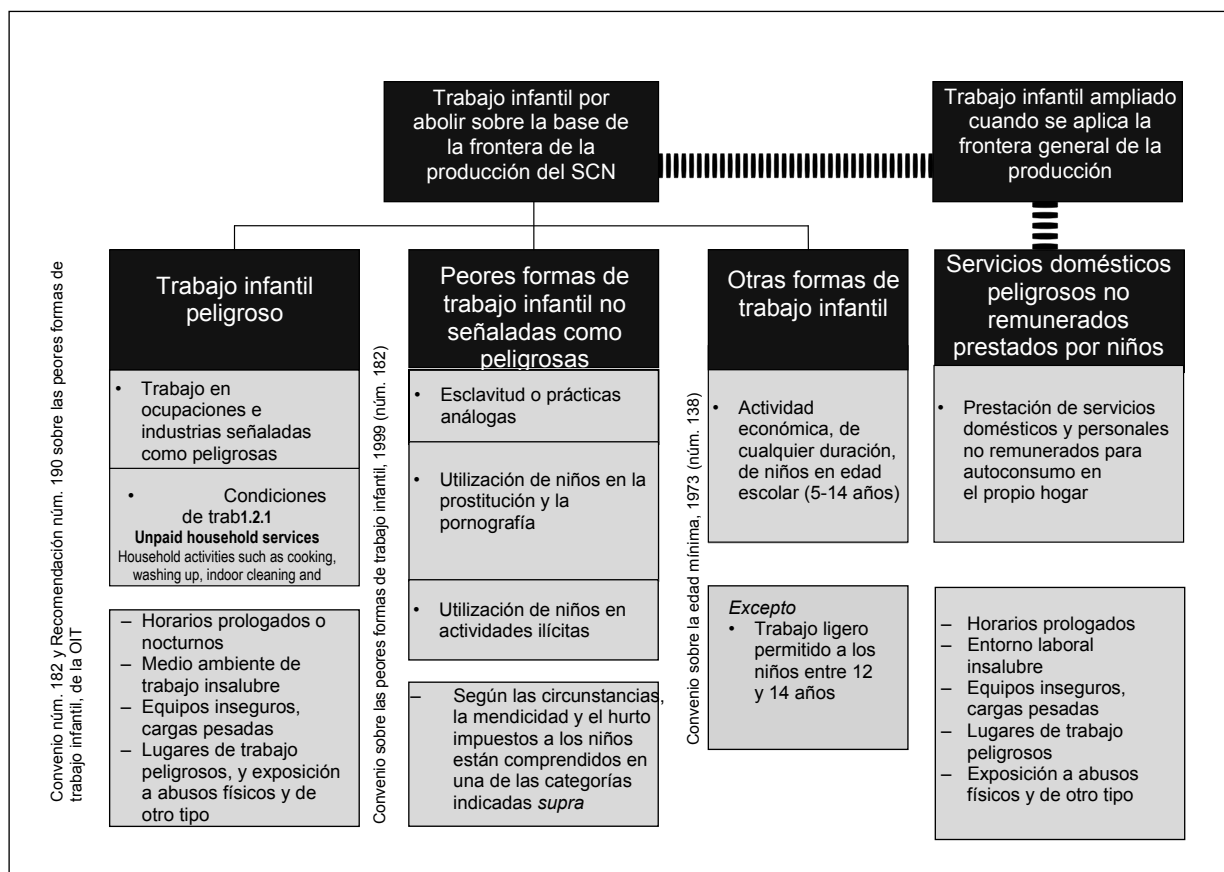 Trabajo infantil por
abolir sobre la base de
la frontera de la
producción del SCN
Trabajo infantil ampliado
cuando se aplica la
frontera general de la
producción
Convenio núm. 182 y Recomendación núm. 190 sobre las peores formas de
trabajo infantil, de la OIT
Trabajo infantil
peligroso
• Trabajo en
ocupaciones e
industrias señaladas
como peligrosas
• Condiciones
de trab1.2.1
Unpaid household services
Household activities such as cooking,
washing up, indoor cleaning and
– Horarios prologados o
nocturnos
– Medio ambiente de
trabajo insalubre
– Equipos inseguros,
cargas pesadas
– Lugares de trabajo
peligrosos, y exposición
a abusos físicos y de
otro tipo
Convenio sobre las peores formas de trabajo infantil, 1999 (núm. 182)
Peores formas de
trabajo infantil no
señaladas como
peligrosas
• Esclavitud o prácticas
análogas
• Utilización de niños en la
prostitución y la
pornografía
• Utilización de niños en
actividades ilícitas
– Según las circunstancias,
la mendicidad y el hurto
impuestos a los niños
están comprendidos en
una de las categorías
indicadas supra
Convenio sobre la edad mínima, 1973 (núm. 138)
Otras formas de
trabajo infantil
• Actividad
económica, de
cualquier duración,
de niños en edad
escolar (5-14 años)
Excepto
• Trabajo ligero
permitido a los
niños entre 12
y 14 años
Servicios domésticos
peligrosos no
remunerados
prestados por niños
• Prestación de servicios
domésticos y personales
no remunerados para
autoconsumo en
el propio hogar
– Horarios prologados
– Entorno laboral
insalubre
– Equipos inseguros,
cargas pesadas
– Lugares de trabajo
peligrosos
– Exposición a abusos
físicos y de otro tipo